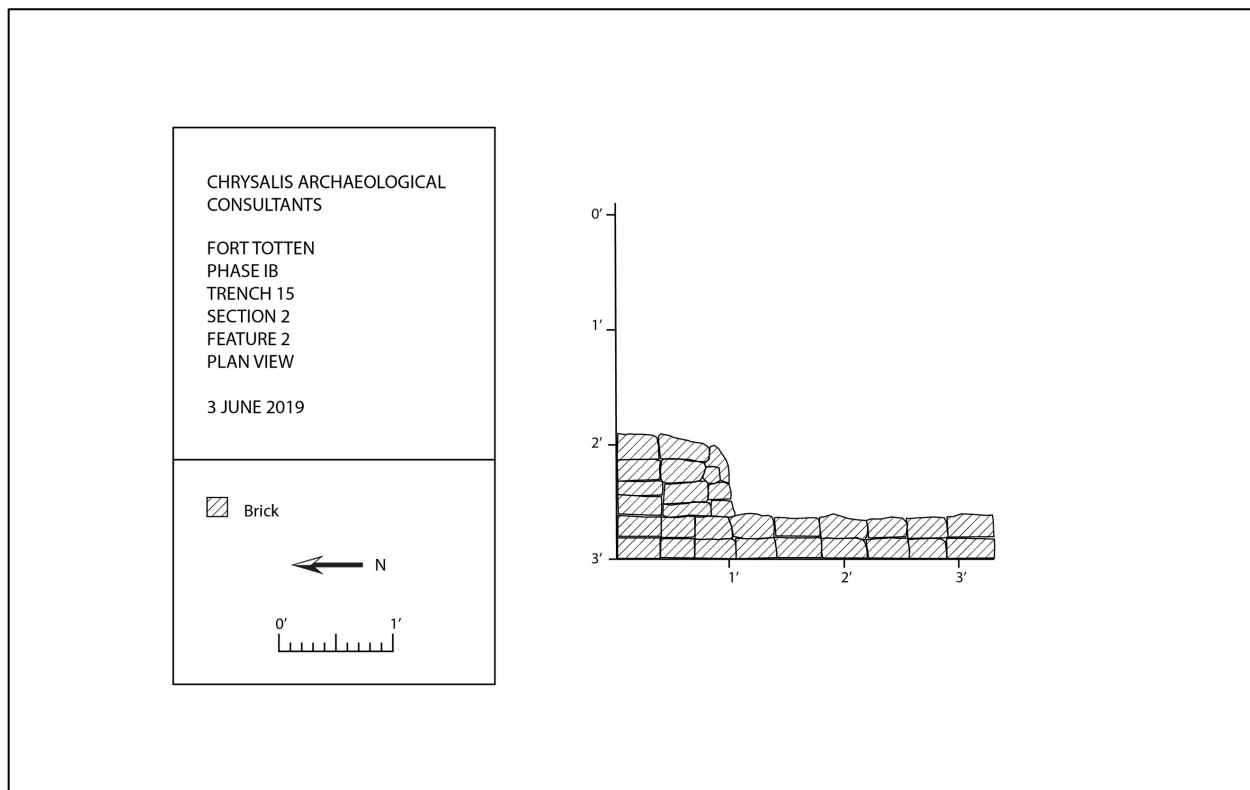 CHRYSALIS ARCHAEOLOGICAL
CONSULTANTS
FORT TOTTEN
PHASE IB
TRENCH 15
SECTION 2
FEATURE 2
PLAN VIEW
3 JUNE 2019
Brick
N
0' 1'
0'
1'
2'
3'
1' 2' 3'